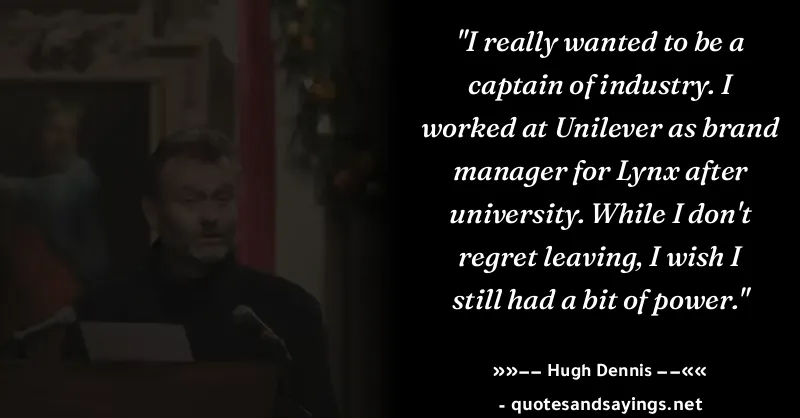 "I really wanted to be a
captain of industry. I
worked at Unilever as brand
manager for Lynx after
university. While I don't
regret leaving, I wish I
still had a bit of power."
»»–– Hugh Dennis ––««
- quotesandsayings.net